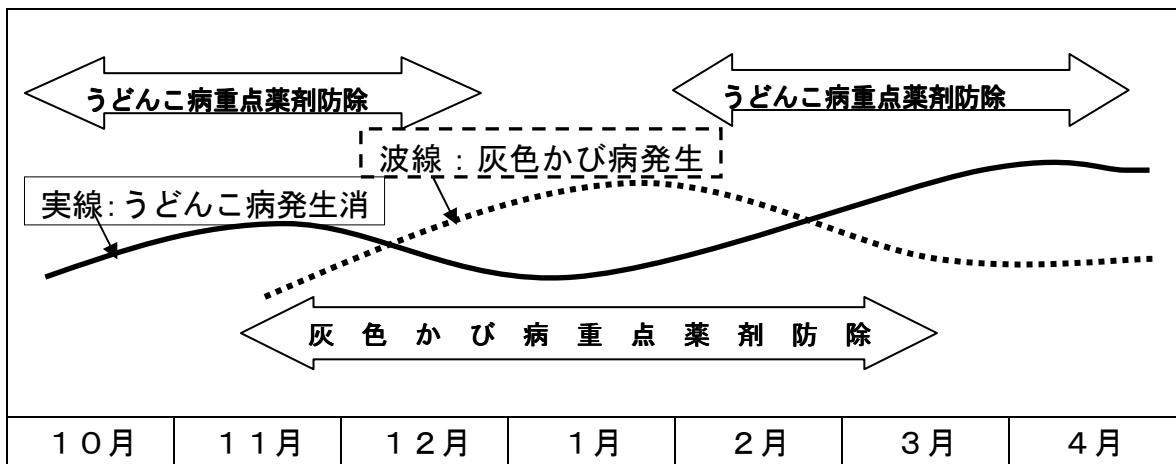 うどんこ病重点薬剤防除
うどんこ病重点薬剤防除
波線：灰色かび病発生
実線：うどんこ病発生消
灰色かび病重点薬剤防除
１０月 １１月 １２月 １月 ２月 ３月 ４月